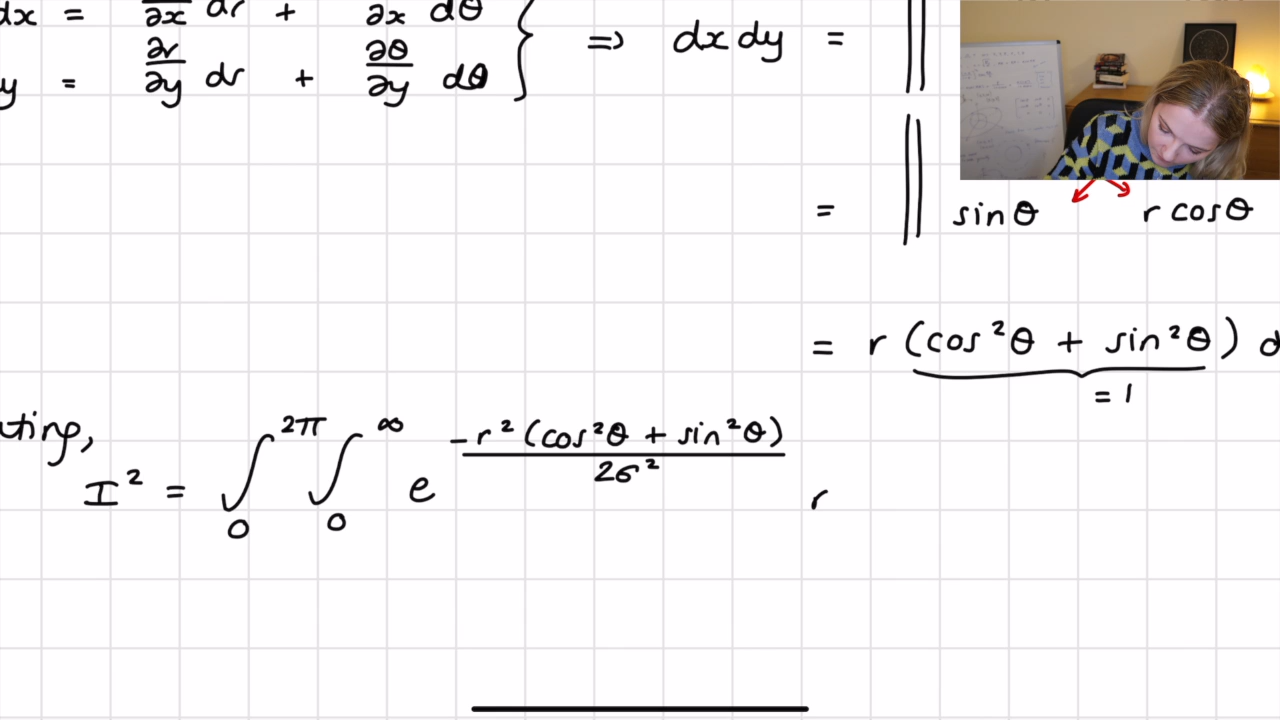 dx = ∂x dr + ∂x dθ
y = ∂r/∂y dr + ∂θ/∂y dθ } ⇒ dx dy = ||
= || sinθ r cosθ
= r (cos²θ + sin²θ) d
= 1
ting,
I² = ∫₀^2π ∫₀^∞ e^(-r²(cos²θ + sin²θ)/2σ²) r